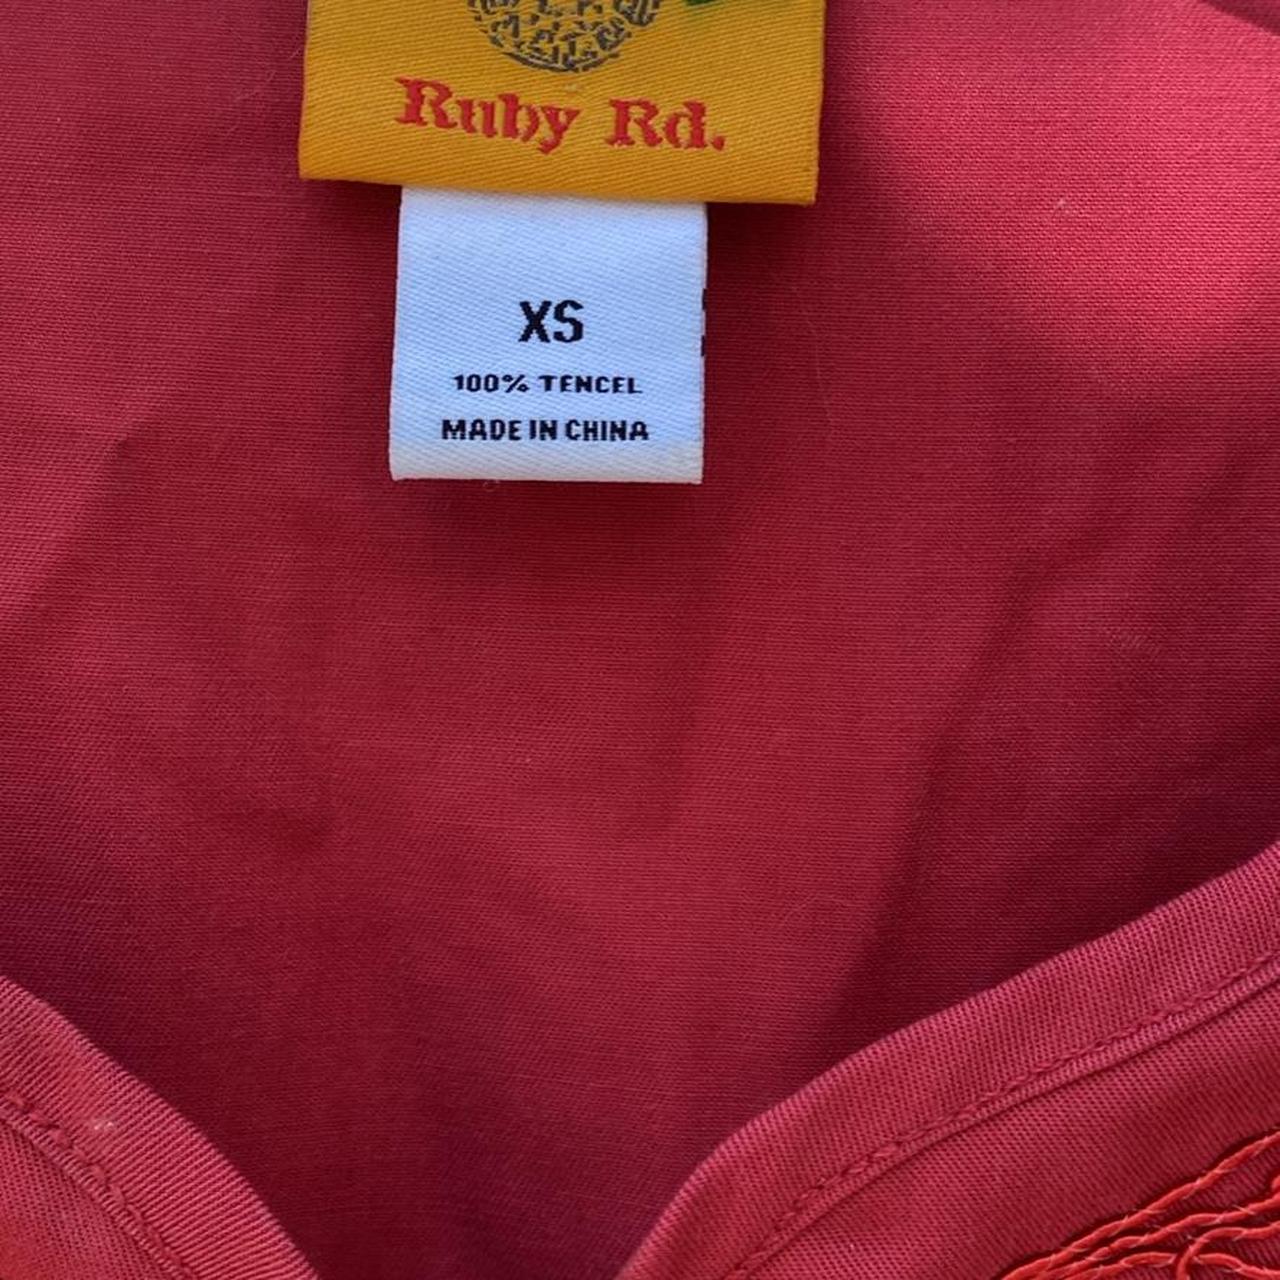 Ruby Rd.
XS
100% TENCEL
MADE IN CHINA